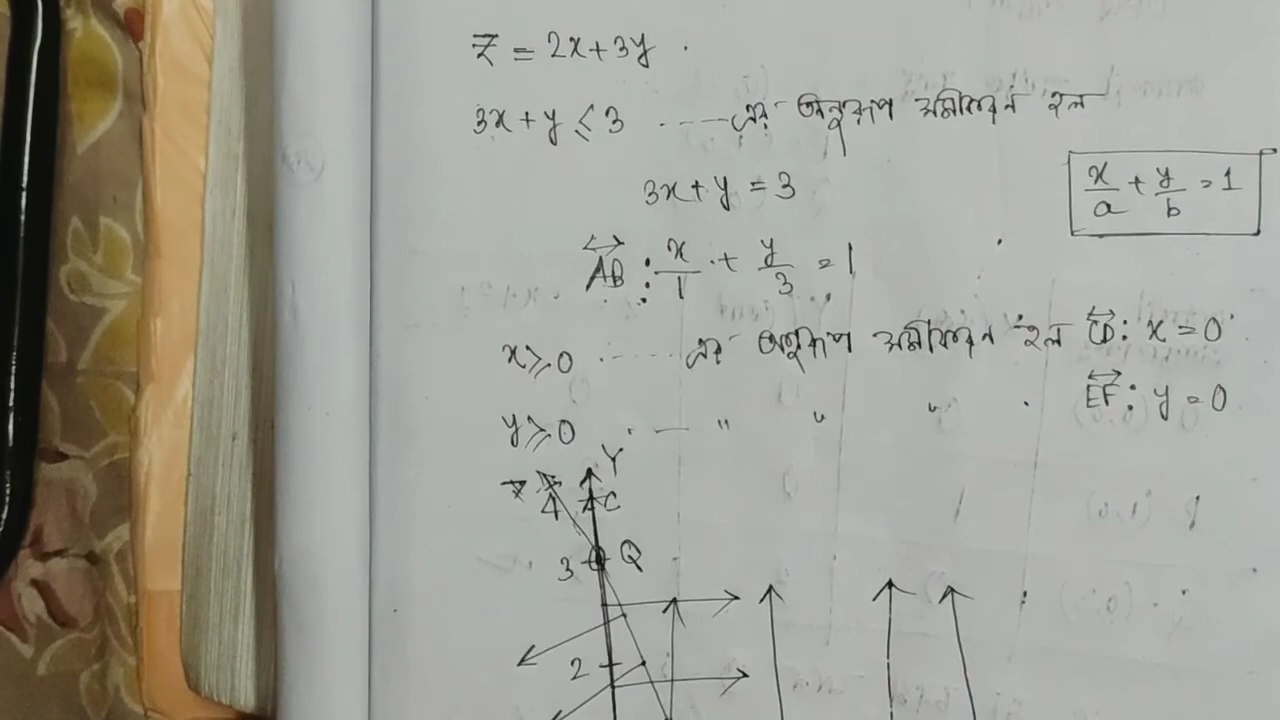 Z = 2x+3y .
3x+y ⩽ 3 .----- এর অনুরূপ সমীকরণ হল
3x+y = 3
x/a + y/b = 1
↔AB : x/1 + y/3 = 1
x⩾0 ------ এর অনুরূপ সমীকরণ হল ↔CD: x = 0
y⩾0 .— " " " . ↔EF: y = 0
Y
4 C
3 Q
2